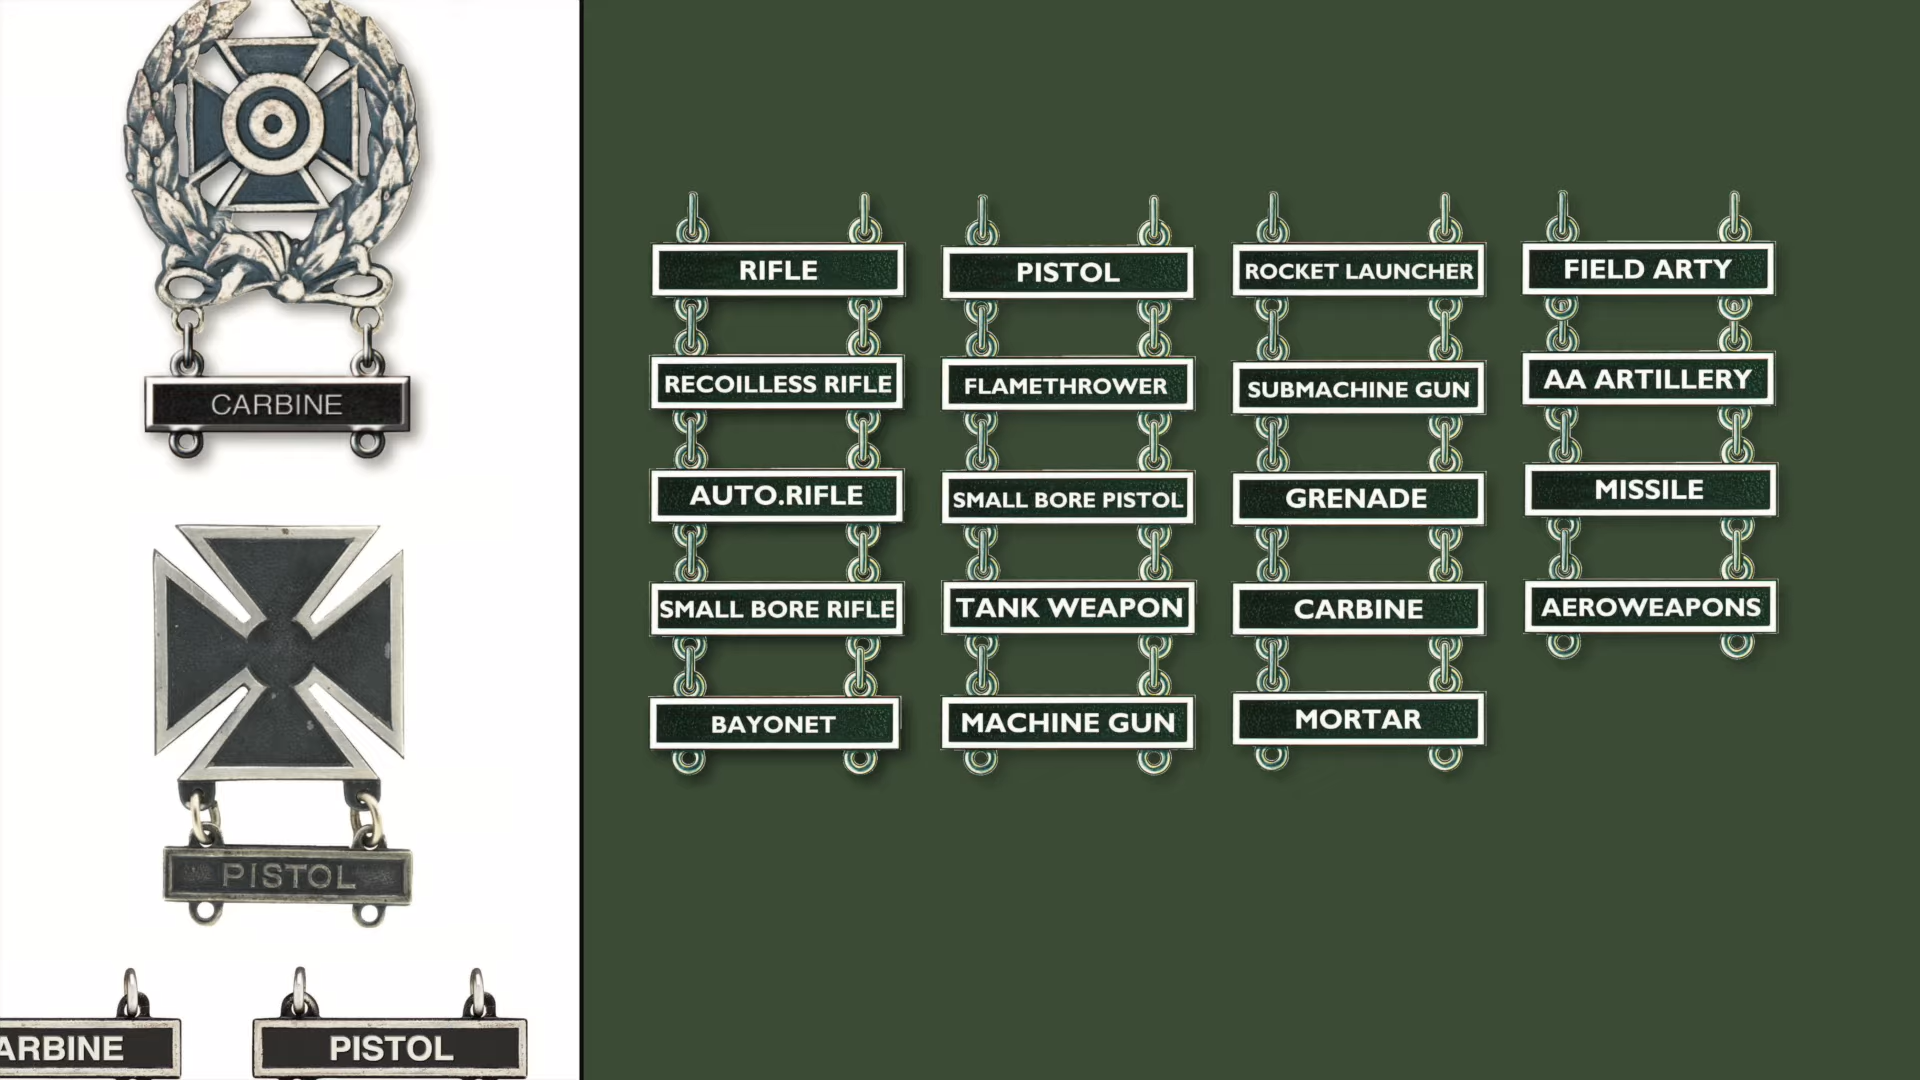 CARBINE
PISTOL
ARBINE
PISTOL
RIFLE
RECOILLESS RIFLE
AUTO.RIFLE
SMALL BORE RIFLE
BAYONET
PISTOL
FLAMETHROWER
SMALL BORE PISTOL
TANK WEAPON
MACHINE GUN
ROCKET LAUNCHER
SUBMACHINE GUN
GRENADE
CARBINE
MORTAR
FIELD ARTY
AA ARTILLERY
MISSILE
AEROWEAPONS